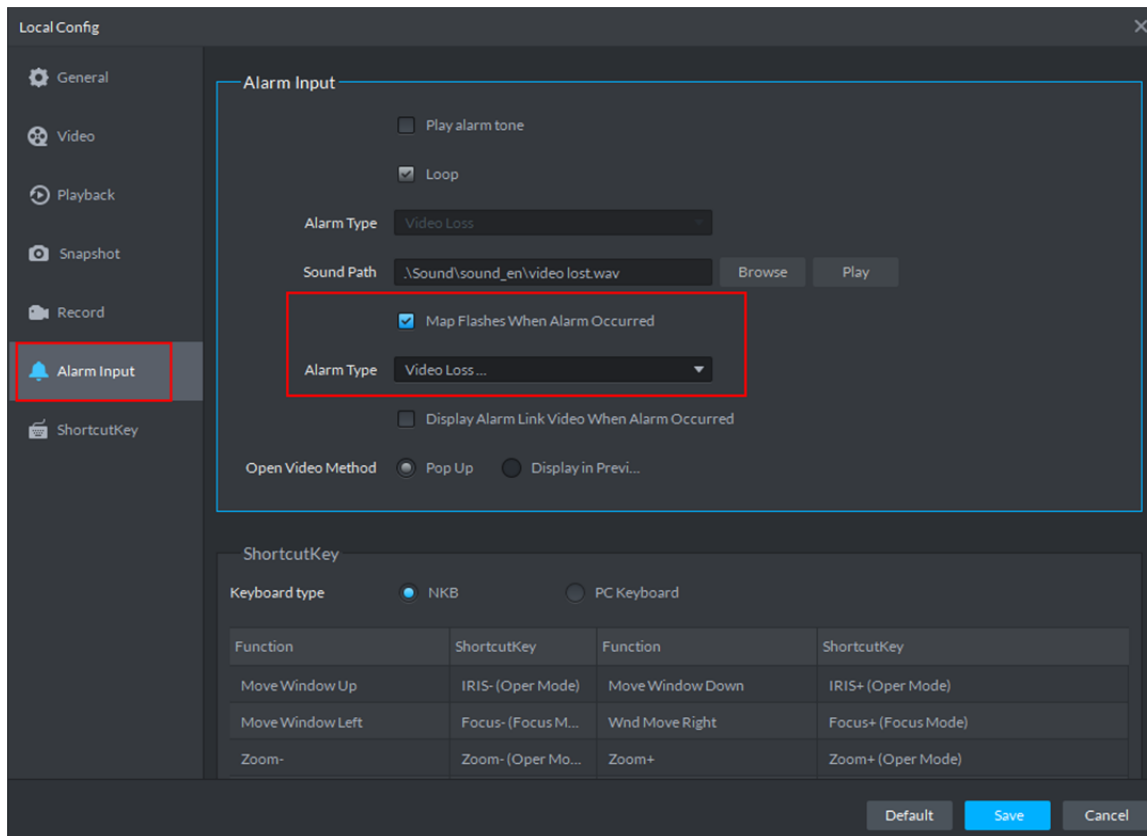 Local Config
General
Video
Playback
Snapshot
Record
Alarm Input
ShortcutKey
Alarm Input
Play alarm tone
Loop
Alarm Type Video Loss
Sound Path .\Sound\sound_en\video lost.wav Browse Play
Map Flashes When Alarm Occurred
Alarm Type Video Loss ...
Display Alarm Link Video When Alarm Occurred
Open Video Method Pop Up Display in Previ...
ShortcutKey
Keyboard type NKB PC Keyboard
Function ShortcutKey Function ShortcutKey
Move Window Up IRIS- (Oper Mode) Move Window Down IRIS+ (Oper Mode)
Move Window Left Focus- (Focus M... Wnd Move Right Focus+ (Focus Mode)
Zoom- Zoom- (Oper Mo... Zoom+ Zoom+ (Oper Mode)
Default Save Cancel